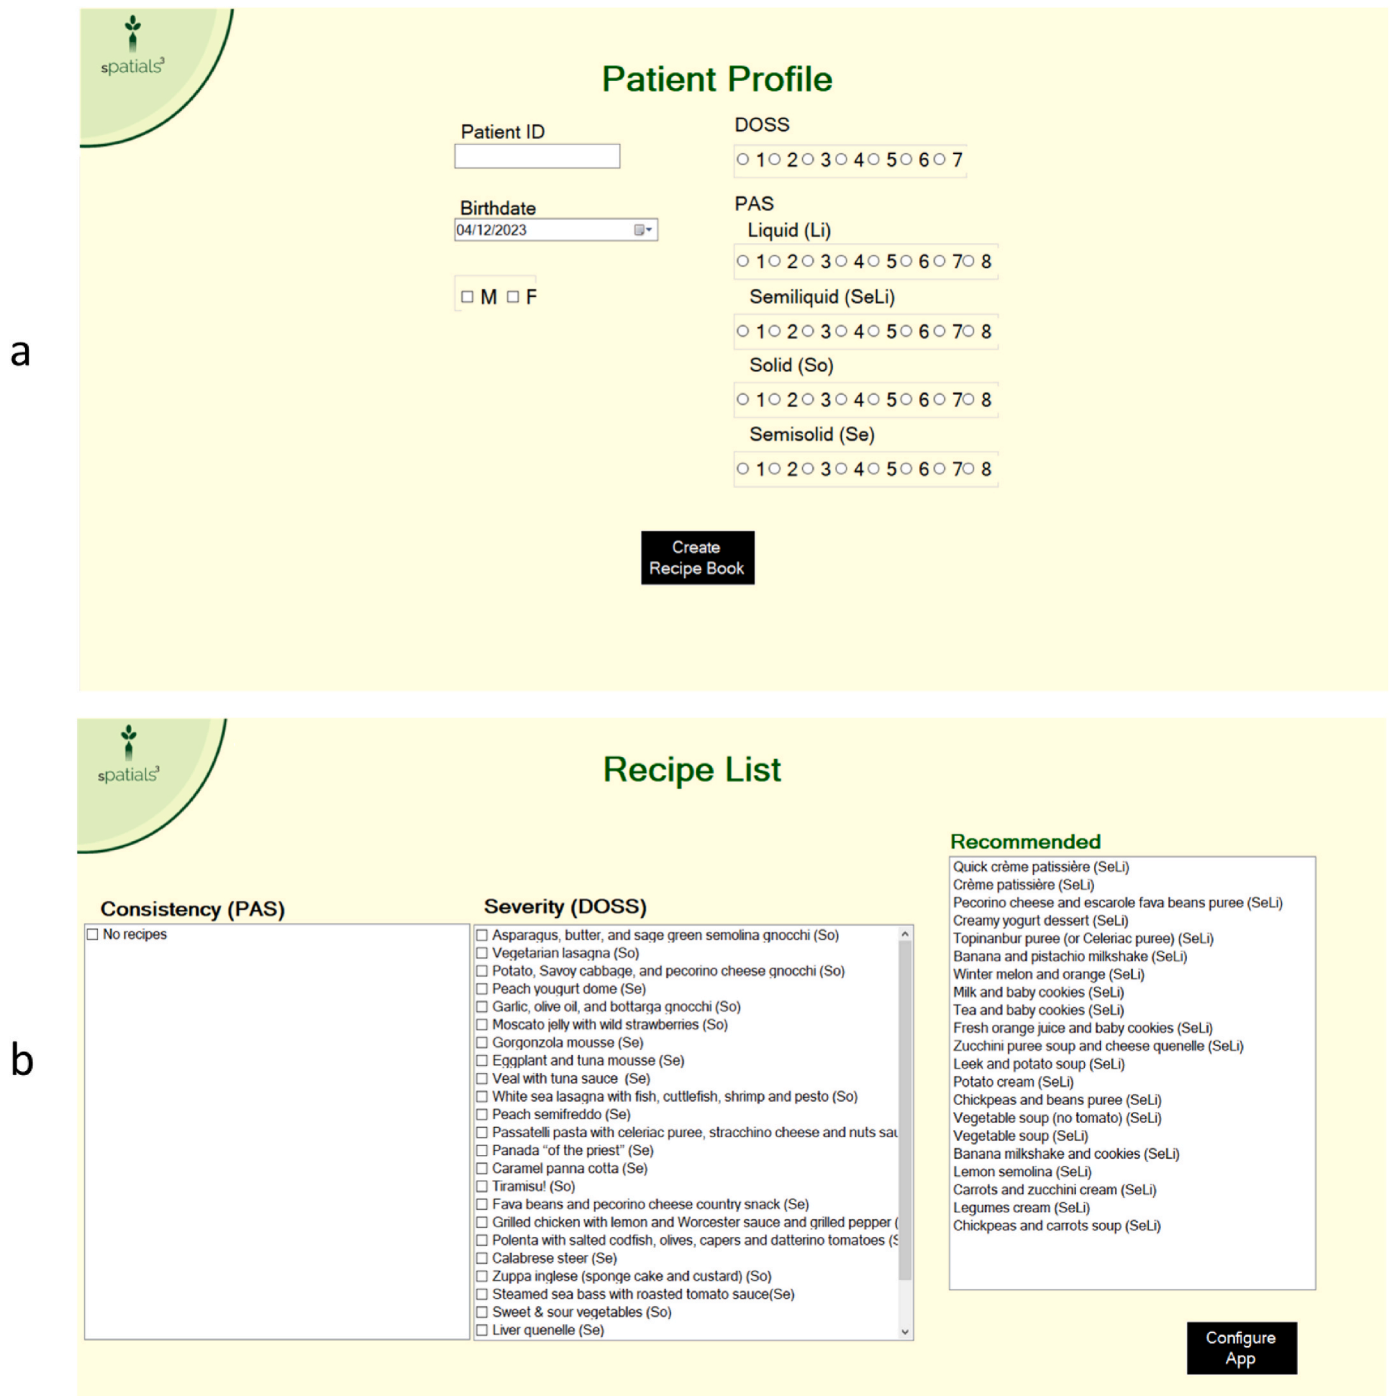 spatials³
Patient Profile
Patient ID
Birthdate
04/12/2023
M F
DOSS
1 2 3 4 5 6 7
PAS
Liquid (Li)
1 2 3 4 5 6 7 8
Semiliquid (SeLi)
1 2 3 4 5 6 7 8
Solid (So)
1 2 3 4 5 6 7 8
Semisolid (Se)
1 2 3 4 5 6 7 8
Create
Recipe Book
a
spatials³
Recipe List
Consistency (PAS)
No recipes
Severity (DOSS)
Asparagus, butter, and sage green semolina gnocchi (So)
Vegetarian lasagna (So)
Potato, Savoy cabbage, and pecorino cheese gnocchi (So)
Peach yougurt dome (Se)
Garlic, olive oil, and bottarga gnocchi (So)
Moscato jelly with wild strawberries (So)
Gorgonzola mousse (Se)
Eggplant and tuna mousse (Se)
Veal with tuna sauce (Se)
White sea lasagna with fish, cuttlefish, shrimp and pesto (So)
Peach semifreddo (Se)
Passatelli pasta with celeriac puree, stracchino cheese and nuts sau
Panada “of the priest” (Se)
Caramel panna cotta (Se)
Tiramisu! (So)
Fava beans and pecorino cheese country snack (Se)
Grilled chicken with lemon and Worcester sauce and grilled pepper (
Polenta with salted codfish, olives, capers and datterino tomatoes (S
Calabrese steer (Se)
Zuppa inglese (sponge cake and custard) (So)
Steamed sea bass with roasted tomato sauce(Se)
Sweet & sour vegetables (So)
Liver quenelle (Se)
Recommended
Quick crème patissière (SeLi)
Crème patissière (SeLi)
Pecorino cheese and escarole fava beans puree (SeLi)
Creamy yogurt dessert (SeLi)
Topinanbur puree (or Celeriac puree) (SeLi)
Banana and pistachio milkshake (SeLi)
Winter melon and orange (SeLi)
Milk and baby cookies (SeLi)
Tea and baby cookies (SeLi)
Fresh orange juice and baby cookies (SeLi)
Zucchini puree soup and cheese quenelle (SeLi)
Leek and potato soup (SeLi)
Potato cream (SeLi)
Chickpeas and beans puree (SeLi)
Vegetable soup (no tomato) (SeLi)
Vegetable soup (SeLi)
Banana milkshake and cookies (SeLi)
Lemon semolina (SeLi)
Carrots and zucchini cream (SeLi)
Legumes cream (SeLi)
Chickpeas and carrots soup (SeLi)
Configure
App
b